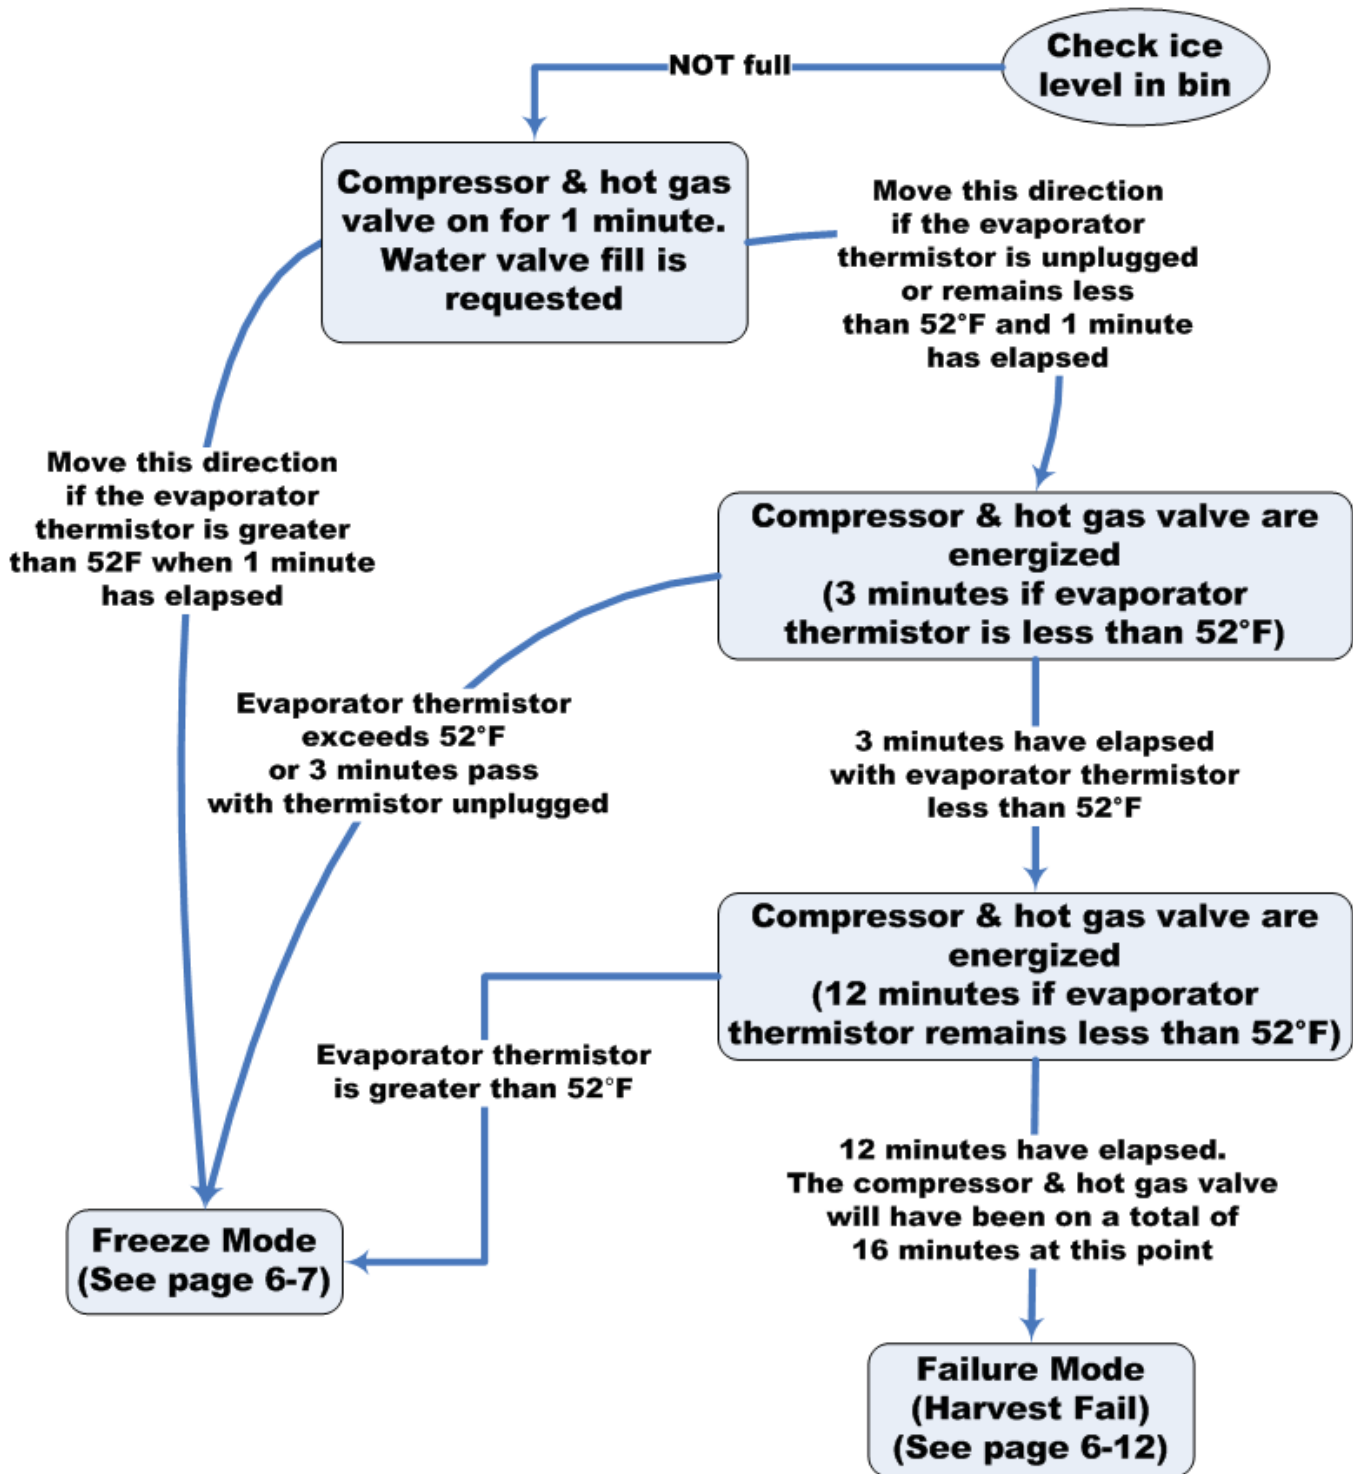 Check ice
level in bin
NOT full
Compressor & hot gas
valve on for 1 minute.
Water valve fill is
requested
Move this direction
if the evaporator
thermistor is unplugged
or remains less
than 52°F and 1 minute
has elapsed
Move this direction
if the evaporator
thermistor is greater
than 52F when 1 minute
has elapsed
Compressor & hot gas valve are
energized
(3 minutes if evaporator
thermistor is less than 52°F)
Evaporator thermistor
exceeds 52°F
or 3 minutes pass
with thermistor unplugged
3 minutes have elapsed
with evaporator thermistor
less than 52°F
Compressor & hot gas valve are
energized
(12 minutes if evaporator
thermistor remains less than 52°F)
Evaporator thermistor
is greater than 52°F
12 minutes have elapsed.
The compressor & hot gas valve
will have been on a total of
16 minutes at this point
Freeze Mode
(See page 6-7)
Failure Mode
(Harvest Fail)
(See page 6-12)